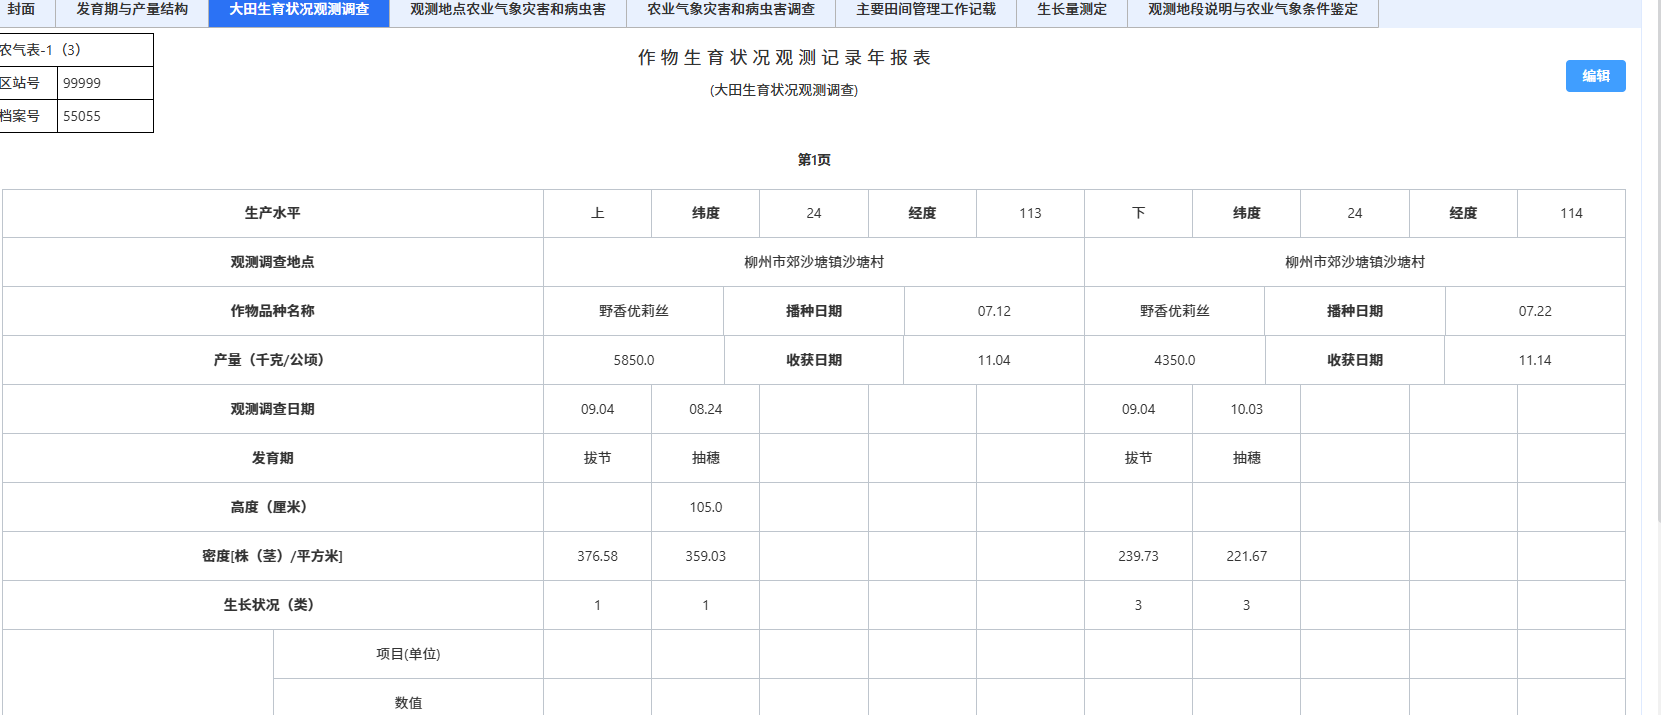 封面 发育期与产量结构 大田生育状况观测调查 观测地点农业气象灾害和病虫害 农业气象灾害和病虫害调查 主要田间管理工作记载 生长量测定 观测地段说明与农业气象条件鉴定
农气表-1（3）
区站号 99999
档案号 55055
作物生育状况观测记录年报表
(大田生育状况观测调查)
编辑
第1页
生产水平 上 纬度 24 经度 113 下 纬度 24 经度 114
观测调查地点 柳州市郊沙塘镇沙塘村 柳州市郊沙塘镇沙塘村
作物品种名称 野香优莉丝 播种日期 07.12 野香优莉丝 播种日期 07.22
产量（千克/公顷） 5850.0 收获日期 11.04 4350.0 收获日期 11.14
观测调查日期 09.04 08.24 09.04 10.03
发育期 拔节 抽穗 拔节 抽穗
高度（厘米） 105.0
密度[株（茎）/平方米] 376.58 359.03 239.73 221.67
生长状况（类） 1 1 3 3
项目(单位)
数值